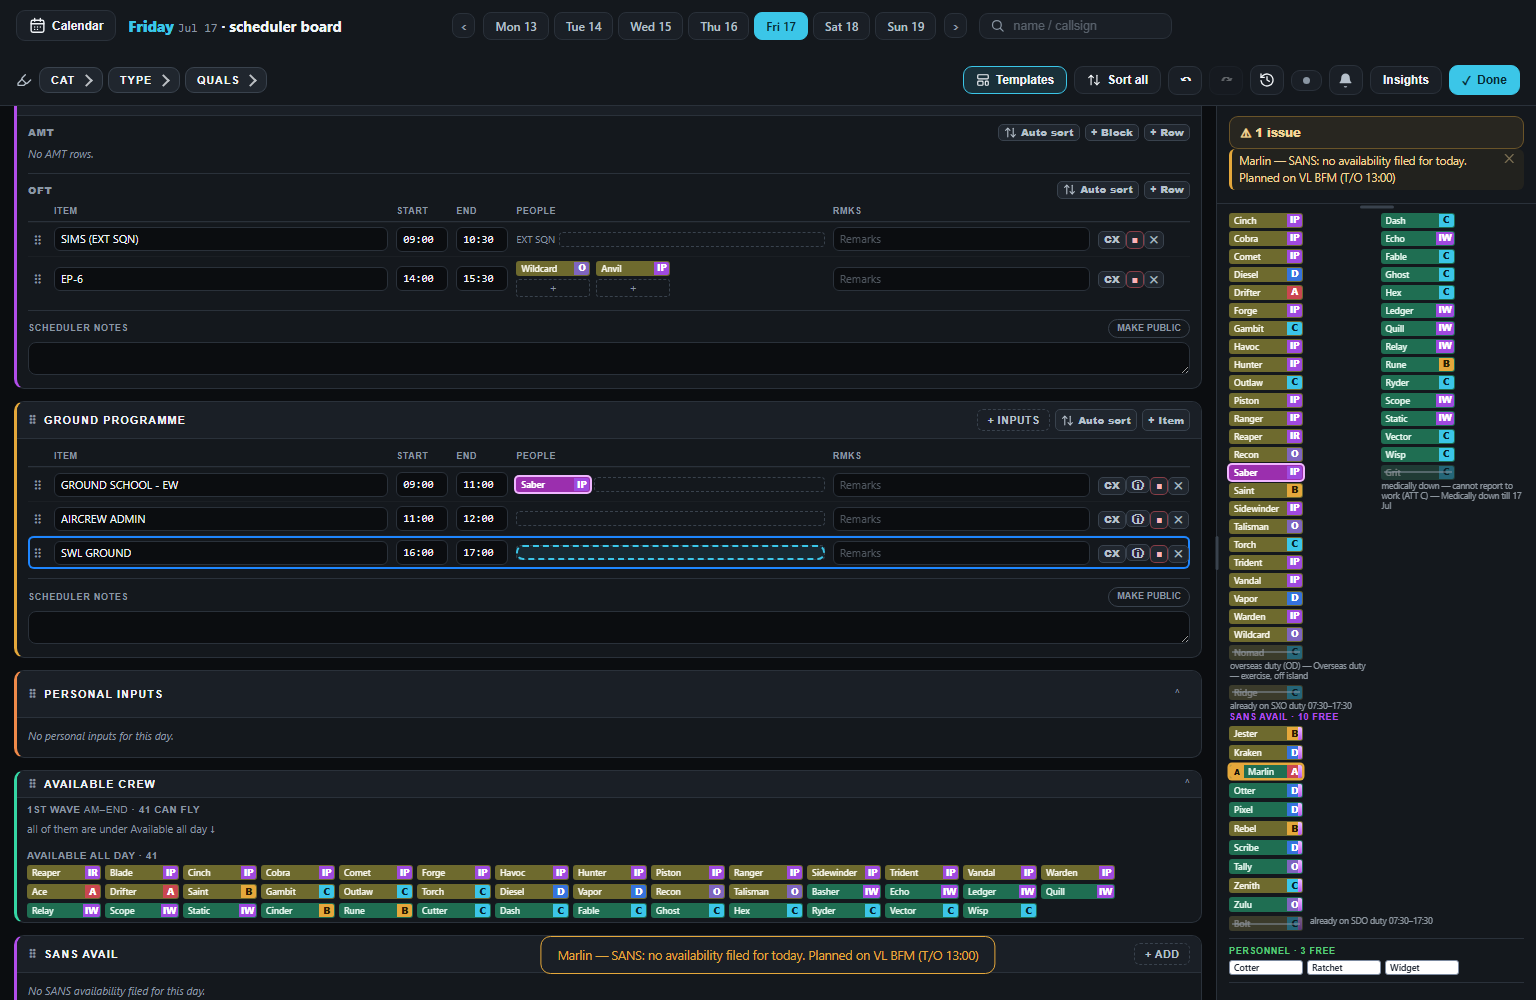 Calendar
Friday Jul 17 · scheduler board
‹ Mon 13 Tue 14 Wed 15 Thu 16 Fri 17 Sat 18 Sun 19 ›
name / callsign
CAT TYPE QUALS
Templates Sort all Insights ✓ Done
AMT
Auto sort + Block + Row
No AMT rows.
OFT
Auto sort + Row
ITEM START END PEOPLE RMKS
SIMS (EXT SQN) 09:00 10:30 EXT SQN Remarks CX
EP-6 14:00 15:30 Wildcard O Anvil IP Remarks CX
+ +
SCHEDULER NOTES MAKE PUBLIC
GROUND PROGRAMME
+ INPUTS Auto sort + Item
ITEM START END PEOPLE RMKS
GROUND SCHOOL - EW 09:00 11:00 Saber IP Remarks CX
AIRCREW ADMIN 11:00 12:00 Remarks CX
SWL GROUND 16:00 17:00 Remarks CX
SCHEDULER NOTES MAKE PUBLIC
PERSONAL INPUTS
No personal inputs for this day.
AVAILABLE CREW
1ST WAVE AM–END · 41 CAN FLY
all of them are under Available all day ↓
AVAILABLE ALL DAY · 41
Reaper IR Blade IP Cinch IP Cobra IP Comet IP Forge IP Havoc IP Hunter IP Piston IP Ranger IP Sidewinder IP Trident IP Vandal IP Warden IP
Ace A Drifter A Saint B Gambit C Outlaw C Torch C Diesel D Vapor D Recon O Talisman O Basher IW Echo IW Ledger IW Quill IW
Relay IW Scope IW Static IW Cinder B Rune B Cutter C Dash C Fable C Ghost C Hex C Ryder C Vector C Wisp C
SANS AVAIL
+ ADD
No SANS availability filed for this day.
Marlin — SANS: no availability filed for today. Planned on VL BFM (T/O 13:00)
⚠ 1 issue
Marlin — SANS: no availability filed for today.
Planned on VL BFM (T/O 13:00)
Cinch IP
Cobra IP
Comet IP
Diesel D
Drifter A
Forge IP
Gambit C
Havoc IP
Hunter IP
Outlaw C
Piston IP
Ranger IP
Reaper IR
Recon O
Saber IP
Saint B
Sidewinder IP
Talisman O
Torch C
Trident IP
Vandal IP
Vapor D
Warden IP
Wildcard O
Nomad C
overseas duty (OD) — Overseas duty
— exercise, off island
Ridge C
already on SXO duty 07:30–17:30
Dash C
Echo IW
Fable C
Ghost C
Hex C
Ledger IW
Quill IW
Relay IW
Rune B
Ryder C
Scope IW
Static IW
Vector C
Wisp C
Grit C
medically down — cannot report to
work (ATT C) — Medically down till 17
Jul
SANS AVAIL · 10 FREE
Jester B
Kraken D
A Marlin A
Otter D
Pixel D
Rebel B
Scribe D
Tally O
Zenith C
Zulu O
Bolt C already on SDO duty 07:30–17:30
PERSONNEL · 3 FREE
Cotter Ratchet Widget